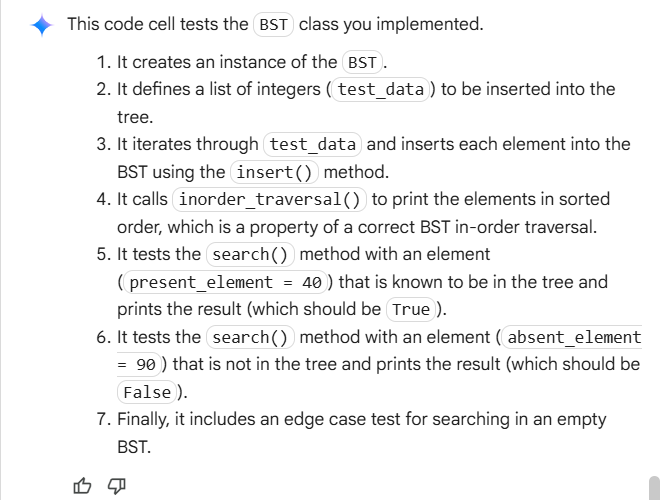 This code cell tests the BST class you implemented.
1. It creates an instance of the BST.
2. It defines a list of integers (test_data) to be inserted into the
tree.
3. It iterates through test_data and inserts each element into the
BST using the insert() method.
4. It calls inorder_traversal() to print the elements in sorted
order, which is a property of a correct BST in-order traversal.
5. It tests the search() method with an element
(present_element = 40) that is known to be in the tree and
prints the result (which should be True).
6. It tests the search() method with an element (absent_element
= 90) that is not in the tree and prints the result (which should be
False).
7. Finally, it includes an edge case test for searching in an empty
BST.